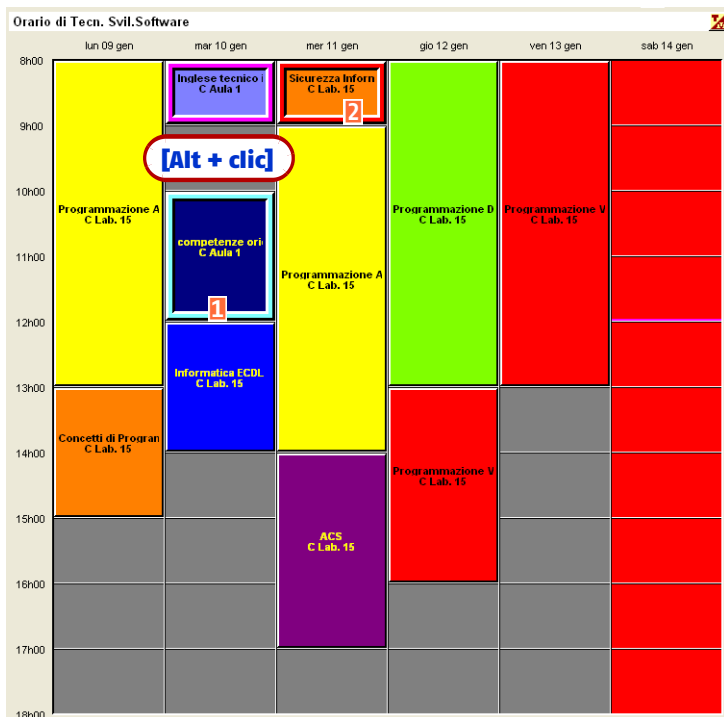 Orario di Tecn. Svil.Software
lun 09 gen mar 10 gen mer 11 gen gio 12 gen ven 13 gen sab 14 gen
8h00
Inglese tecnico i
C Aula 1
Sicurezza Inforn
C Lab. 15
2
9h00
[Alt + clic]
10h00
Programmazione A
C Lab. 15
Programmazione D
C Lab. 15
Programmazione V
C Lab. 15
competenze ori
C Aula 1
11h00
Programmazione A
C Lab. 15
1
12h00
Informatica ECDL
C Lab. 15
13h00
Concetti di Progran
C Lab. 15
14h00
Programmazione V
C Lab. 15
15h00
ACS
C Lab. 15
16h00
17h00
18h00